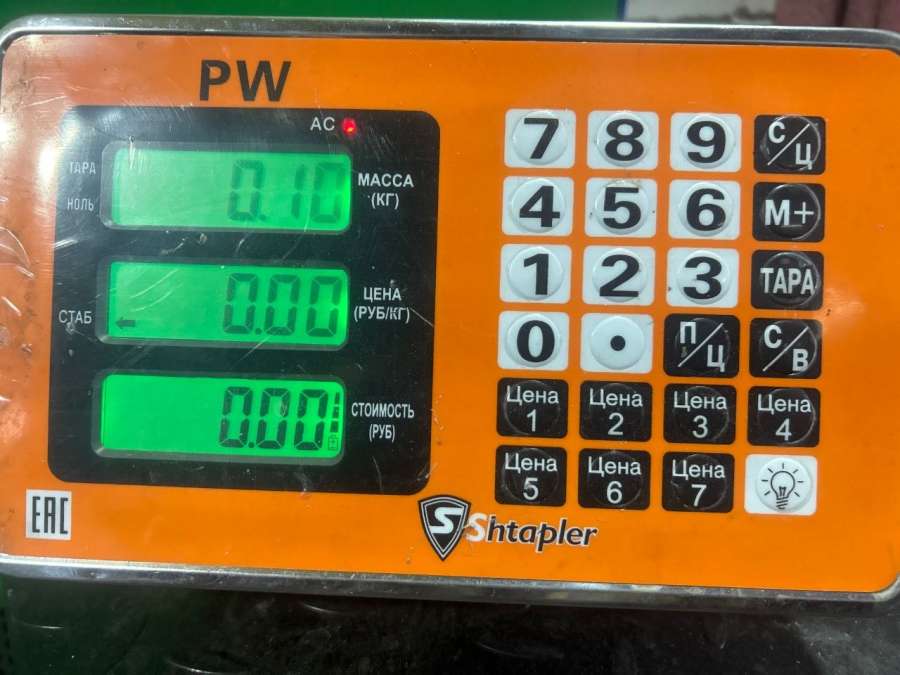 PW
AC
ТАРА
НОЛЬ
0.10
МАССА
(КГ)
СТАБ
0.00
ЦЕНА
(РУБ/КГ)
0.00
СТОИМОСТЬ
(РУБ)
7 8 9 С/Ц
4 5 6 М+
1 2 3 ТАРА
0 . П/Ц С/В
Цена 1 Цена 2 Цена 3 Цена 4
Цена 5 Цена 6 Цена 7
EAC
S Shtapler